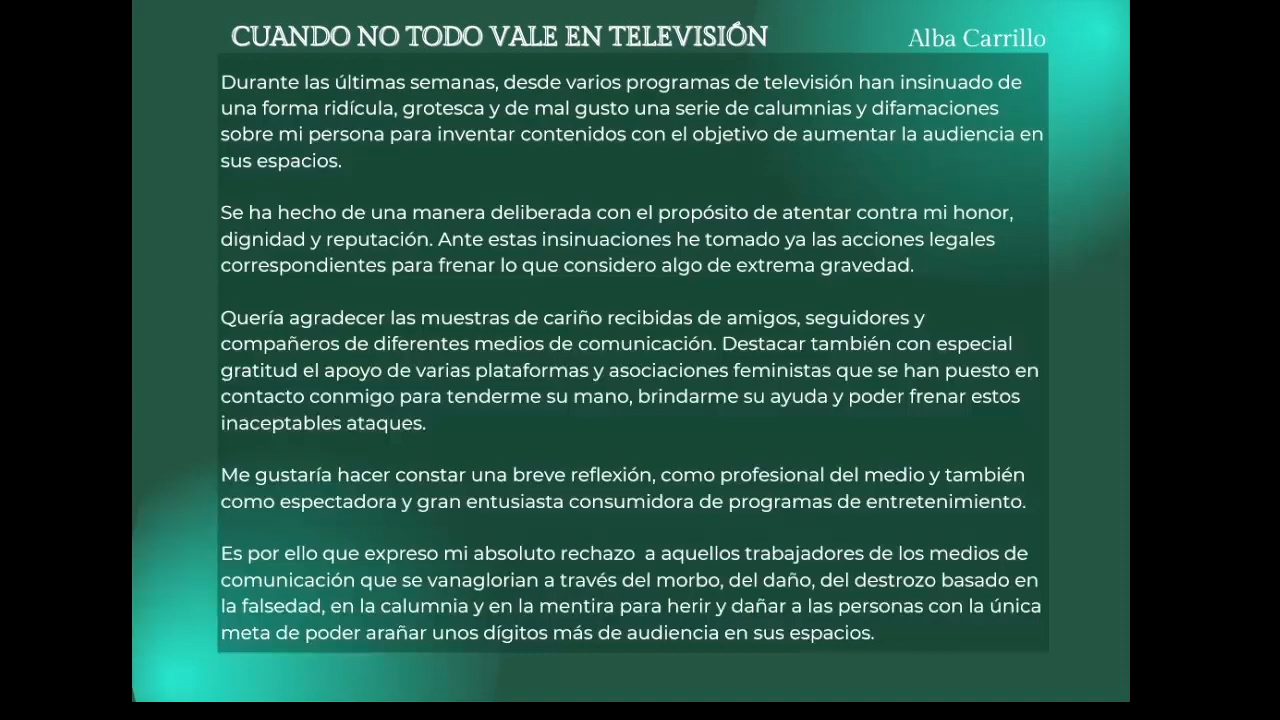 CUANDO NO TODO VALE EN TELEVISIÓN
Alba Carrillo
Durante las últimas semanas, desde varios programas de televisión han insinuado de
una forma ridícula, grotesca y de mal gusto una serie de calumnias y difamaciones
sobre mi persona para inventar contenidos con el objetivo de aumentar la audiencia en
sus espacios.
Se ha hecho de una manera deliberada con el propósito de atentar contra mi honor,
dignidad y reputación. Ante estas insinuaciones he tomado ya las acciones legales
correspondientes para frenar lo que considero algo de extrema gravedad.
Quería agradecer las muestras de cariño recibidas de amigos, seguidores y
compañeros de diferentes medios de comunicación. Destacar también con especial
gratitud el apoyo de varias plataformas y asociaciones feministas que se han puesto en
contacto conmigo para tenderme su mano, brindarme su ayuda y poder frenar estos
inaceptables ataques.
Me gustaría hacer constar una breve reflexión, como profesional del medio y también
como espectadora y gran entusiasta consumidora de programas de entretenimiento.
Es por ello que expreso mi absoluto rechazo  a aquellos trabajadores de los medios de
comunicación que se vanaglorian a través del morbo, del daño, del destrozo basado en
la falsedad, en la calumnia y en la mentira para herir y dañar a las personas con la única
meta de poder arañar unos dígitos más de audiencia en sus espacios.